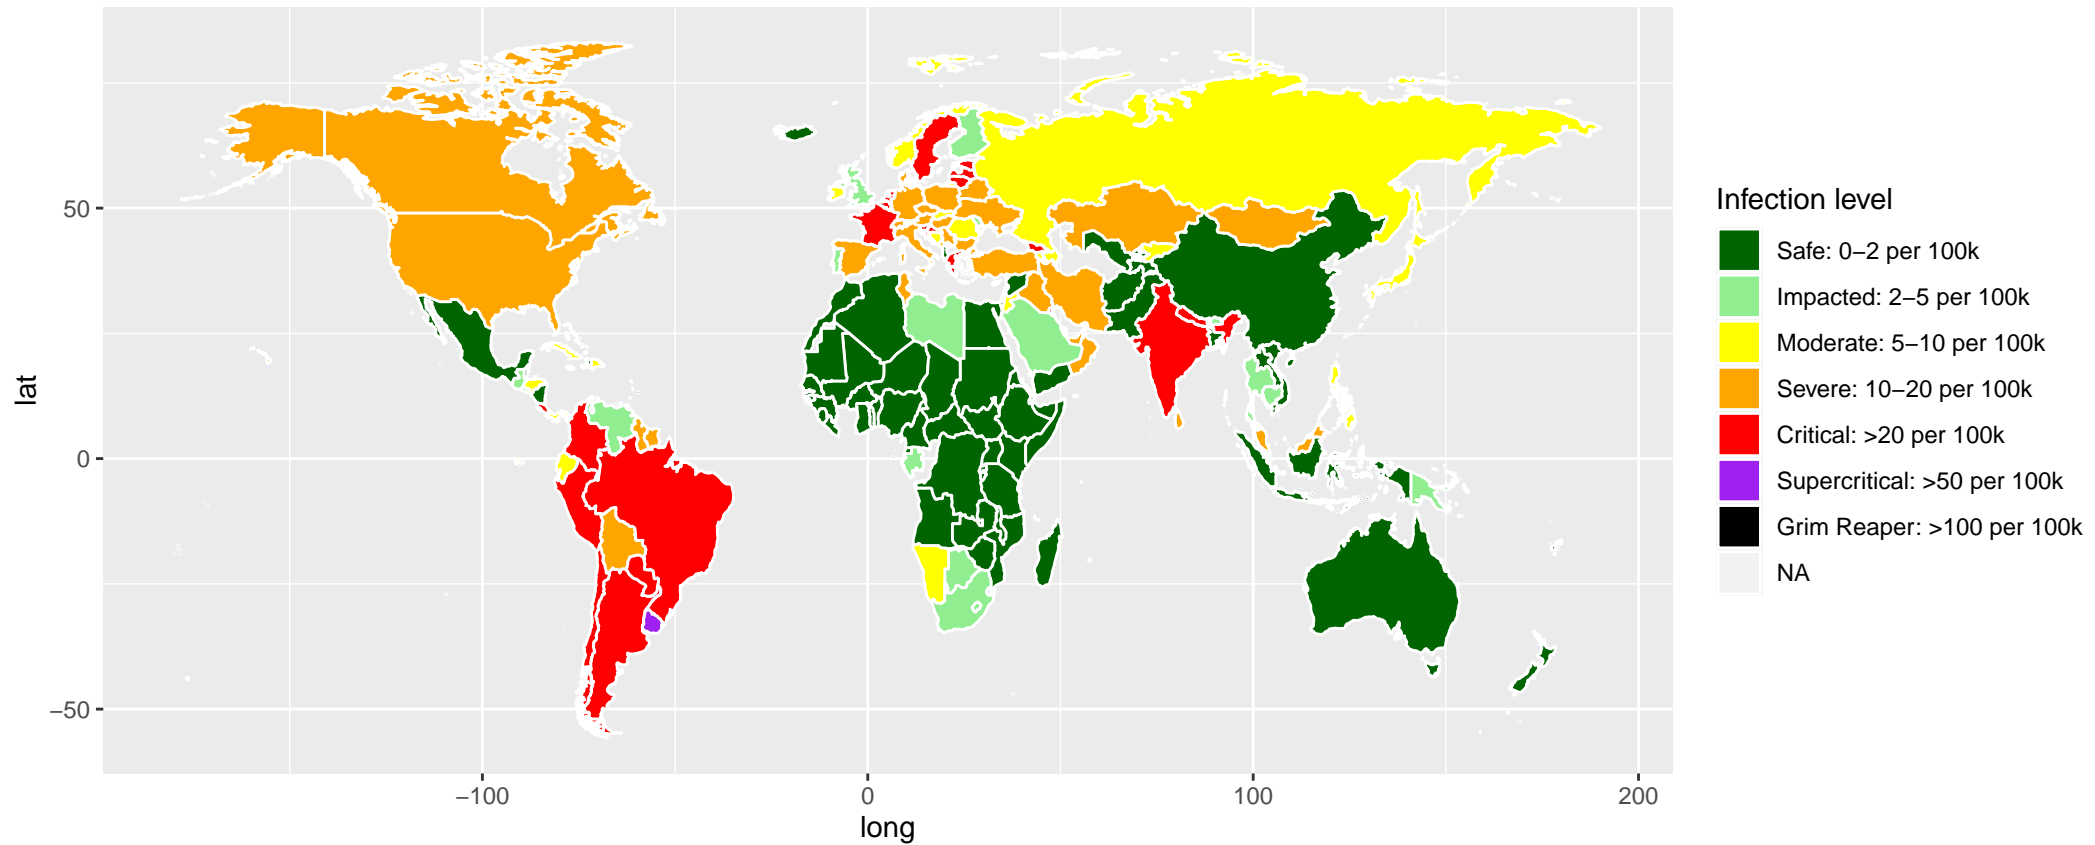 50
0
−50
lat
−100
0
100
200
long
Infection level
Safe: 0−2 per 100k
Impacted: 2−5 per 100k
Moderate: 5−10 per 100k
Severe: 10−20 per 100k
Critical: >20 per 100k
Supercritical: >50 per 100k
Grim Reaper: >100 per 100k
NA